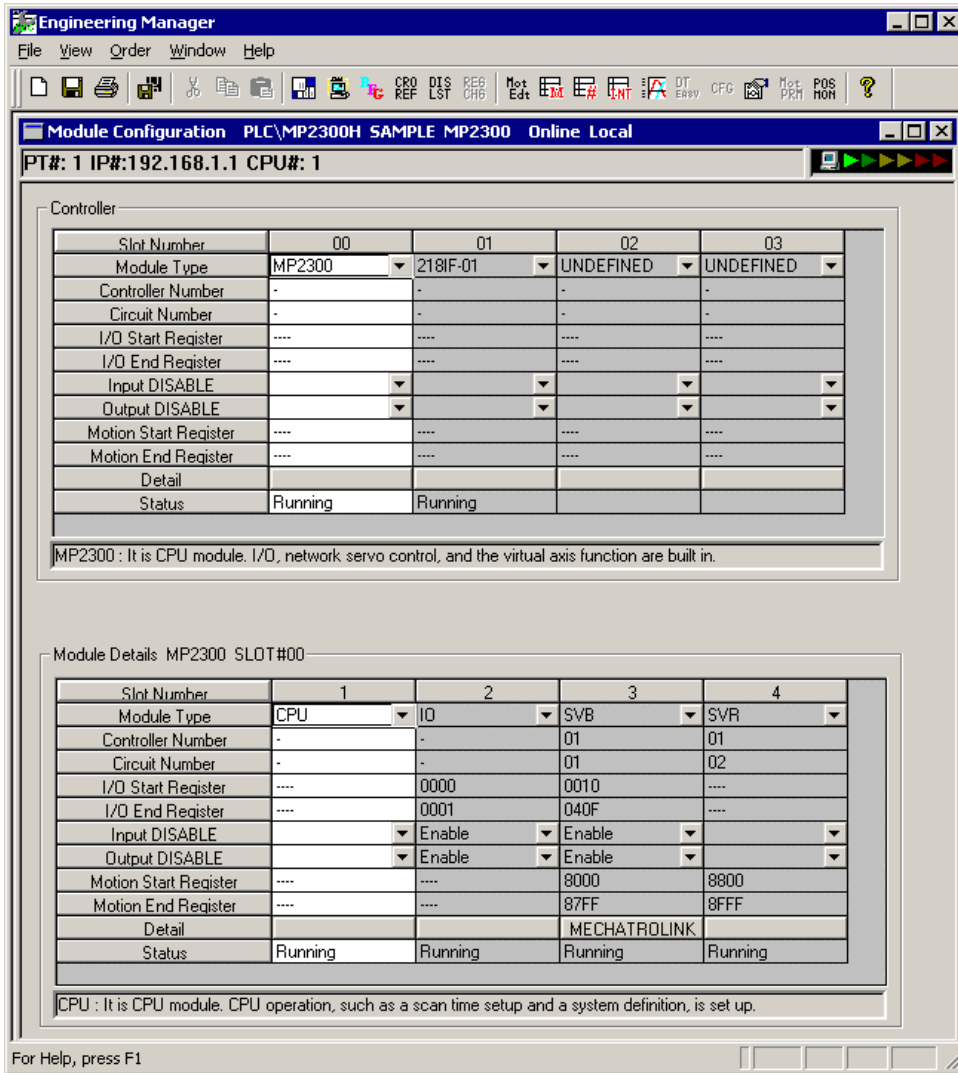 Engineering Manager
File View Order Window Help
CRO REF DIS LST REG CHG Mot Edt INT DT EASY CFG Mot PRM POS MON
Module Configuration PLC\MP2300H SAMPLE MP2300 Online Local
PT#: 1 IP#:192.168.1.1 CPU#: 1
Controller
Slot Number 00 01 02 03
Module Type MP2300 218IF-01 UNDEFINED UNDEFINED
Controller Number - - - -
Circuit Number - - - -
I/O Start Register ---- ---- ---- ----
I/O End Register ---- ---- ---- ----
Input DISABLE
Output DISABLE
Motion Start Register ---- ---- ---- ----
Motion End Register ---- ---- ---- ----
Detail
Status Running Running
MP2300 : It is CPU module. I/O, network servo control, and the virtual axis function are built in.
Module Details MP2300 SLOT#00
Slot Number 1 2 3 4
Module Type CPU IO SVB SVR
Controller Number - - 01 01
Circuit Number - - 01 02
I/O Start Register ---- 0000 0010 ----
I/O End Register ---- 0001 040F ----
Input DISABLE Enable Enable
Output DISABLE Enable Enable
Motion Start Register ---- ---- 8000 8800
Motion End Register ---- ---- 87FF 8FFF
Detail MECHATROLINK
Status Running Running Running Running
CPU : It is CPU module. CPU operation, such as a scan time setup and a system definition, is set up.
For Help, press F1